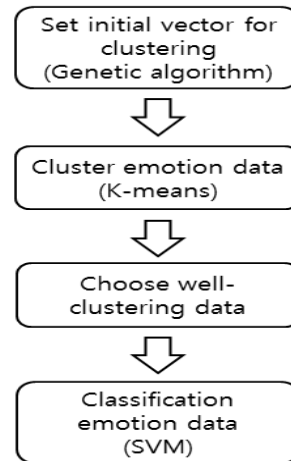 Set initial vector for
clustering
(Genetic algorithm)
Cluster emotion data
(K-means)
Choose well-
clustering data
Classification
emotion data
(SVM)